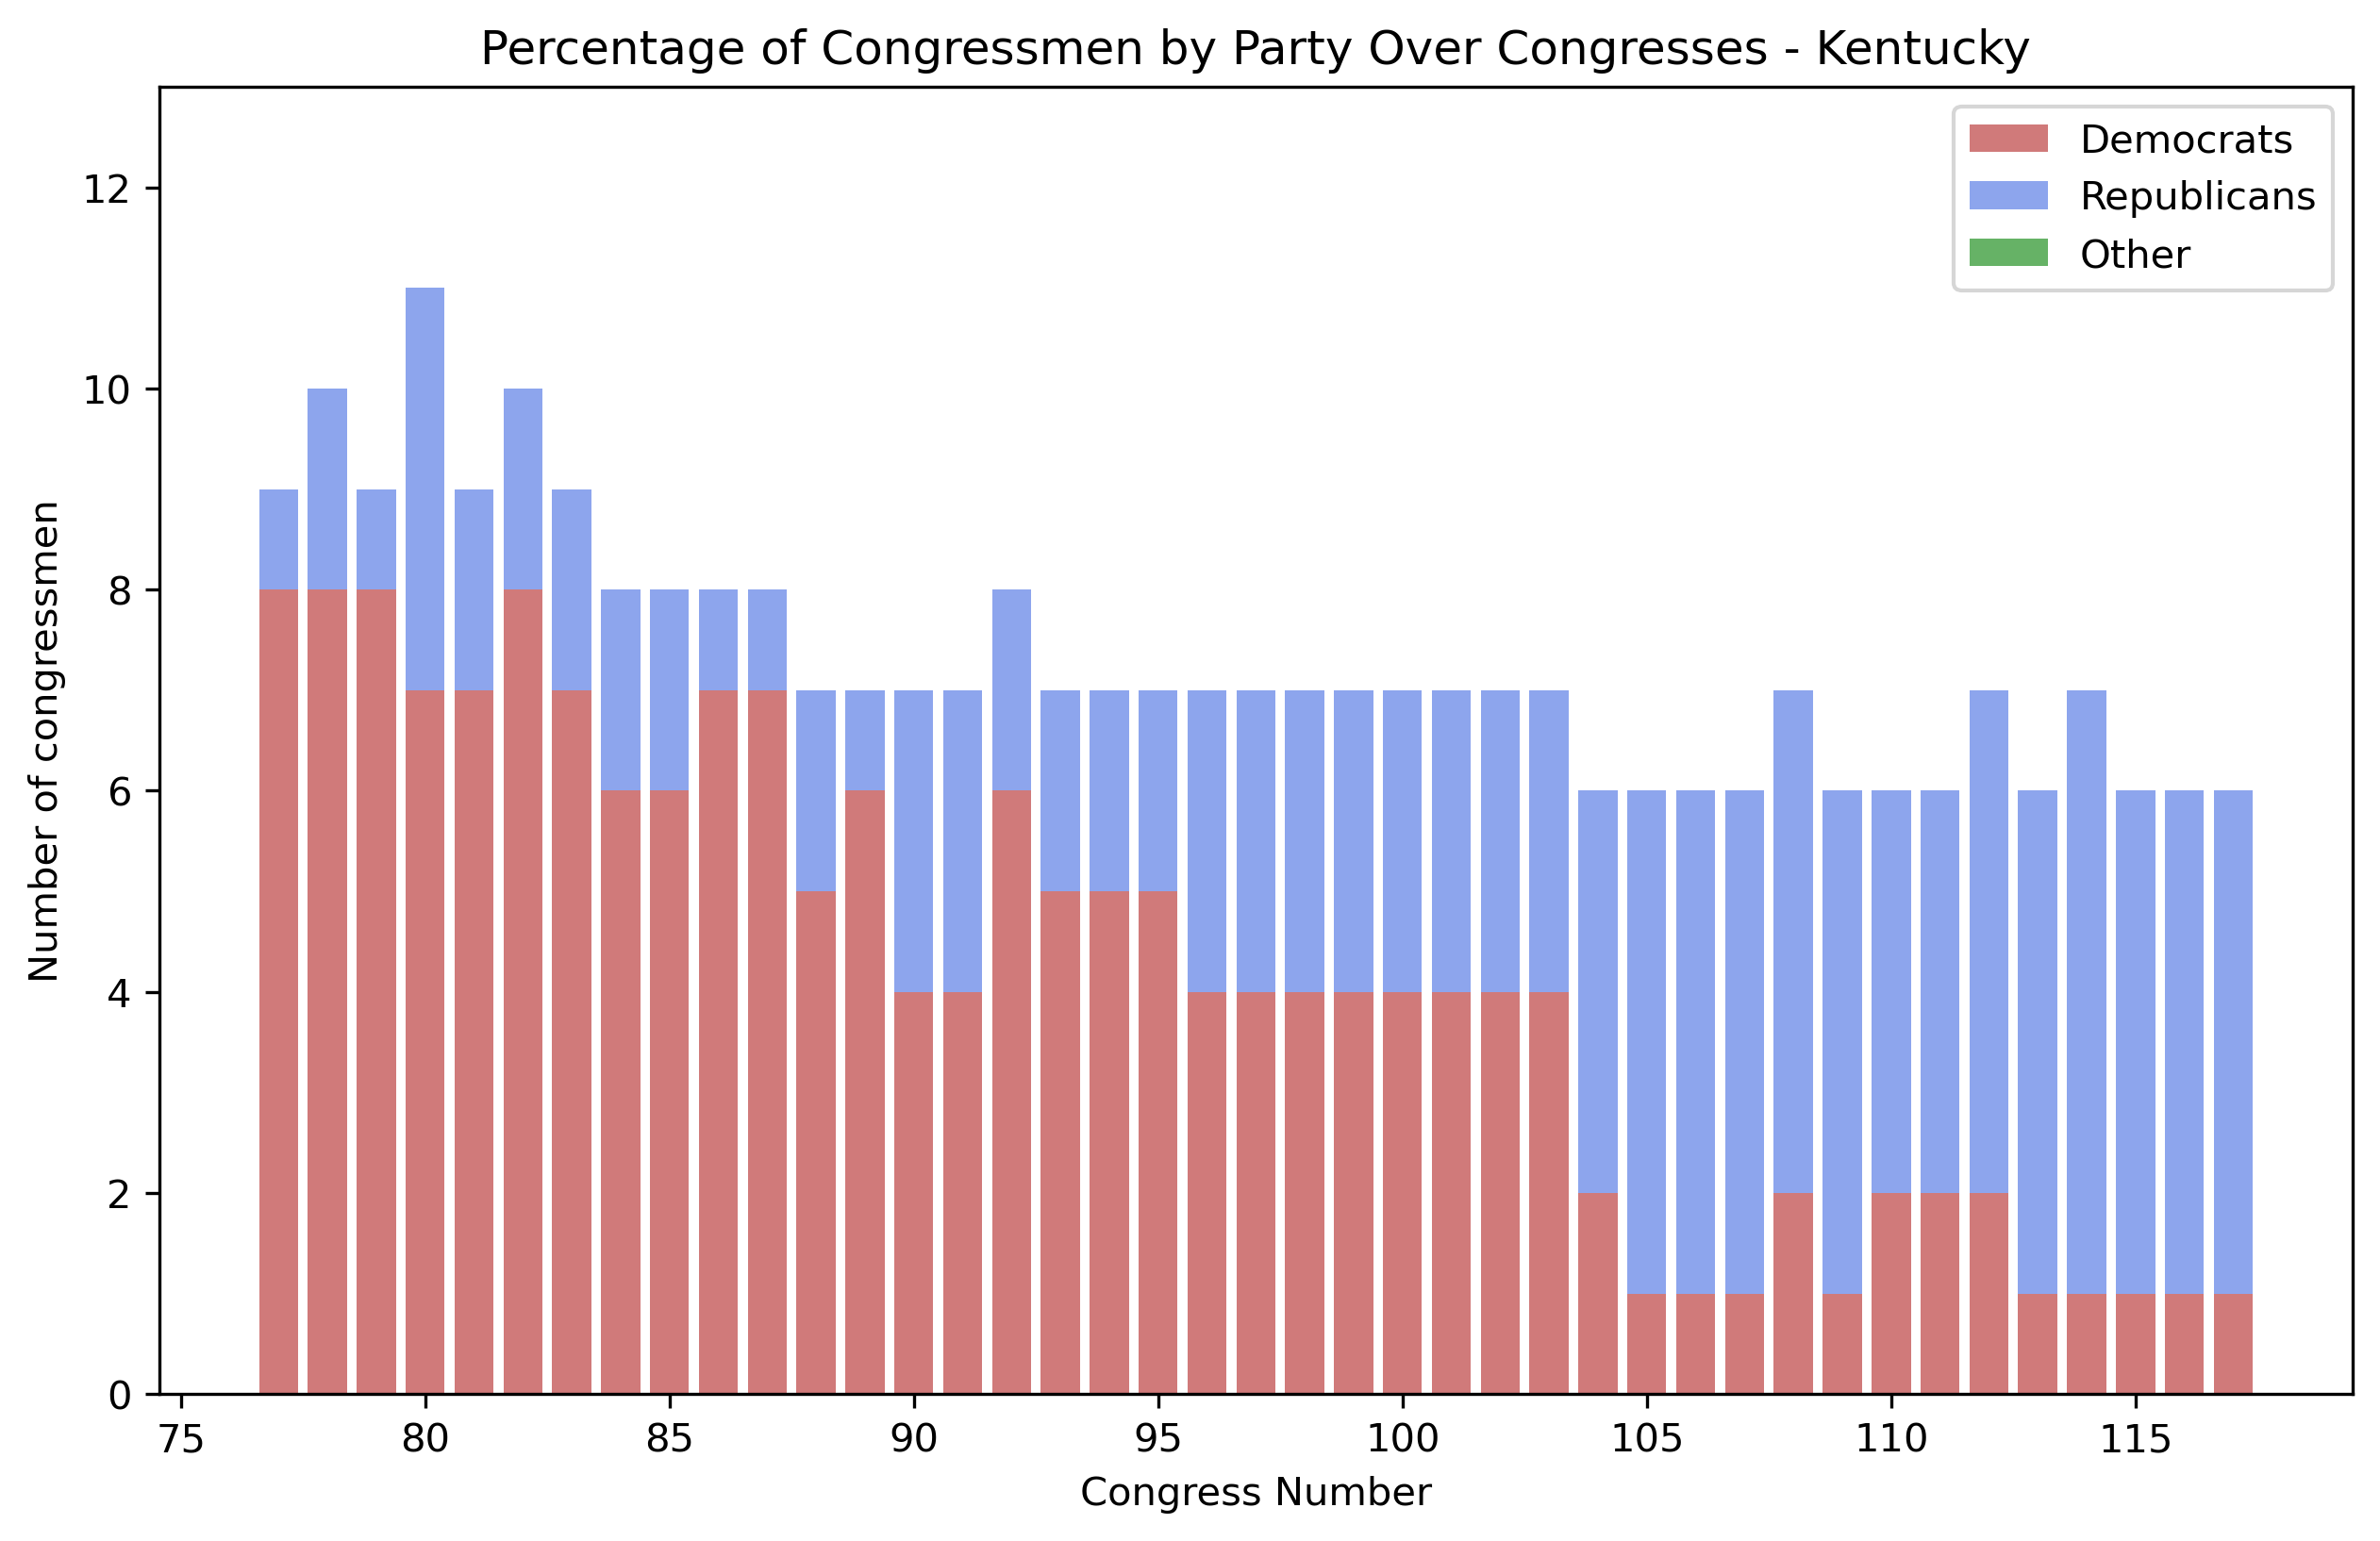 Percentage of Congressmen by Party Over Congresses - Kentucky
Democrats
Republicans
Other
12
10
8
6
4
2
0
Number of congressmen
75 80 85 90 95 100 105 110 115
Congress Number